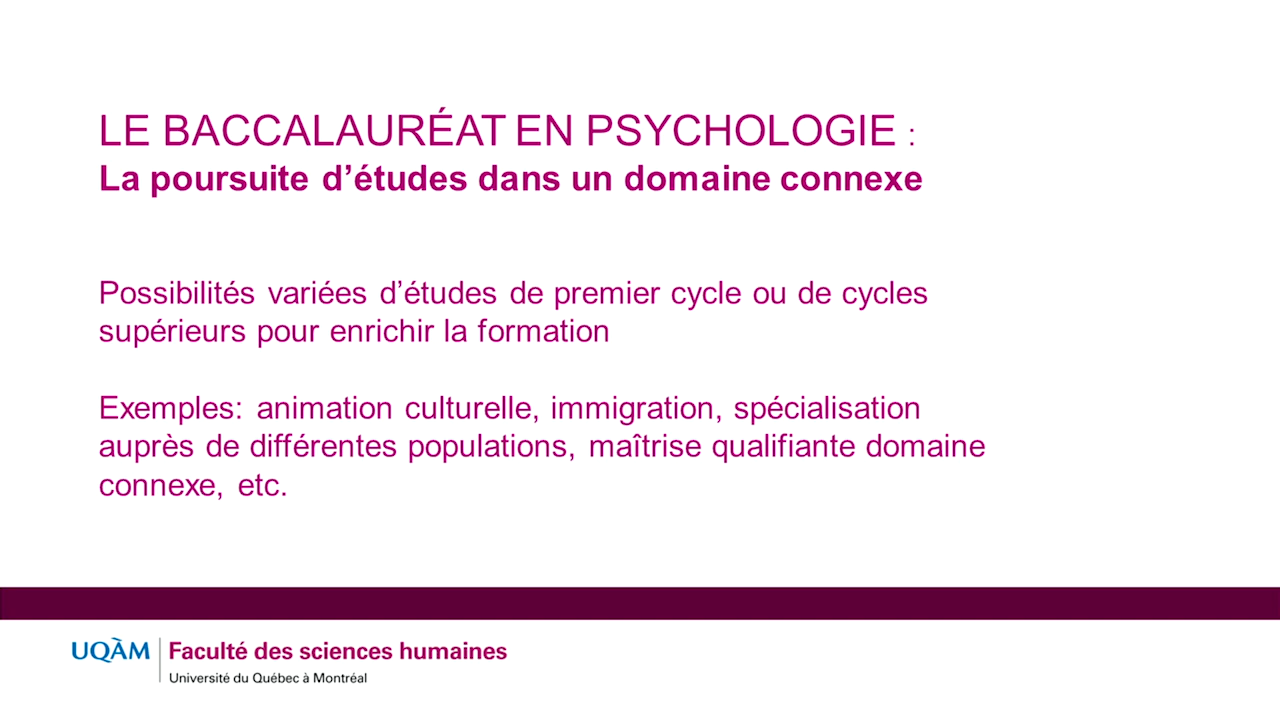 LE BACCALAURÉAT EN PSYCHOLOGIE :
La poursuite d’études dans un domaine connexe
Possibilités variées d’études de premier cycle ou de cycles
supérieurs pour enrichir la formation
Exemples: animation culturelle, immigration, spécialisation
auprès de différentes populations, maîtrise qualifiante domaine
connexe, etc.
UQÀM
Faculté des sciences humaines
Université du Québec à Montréal